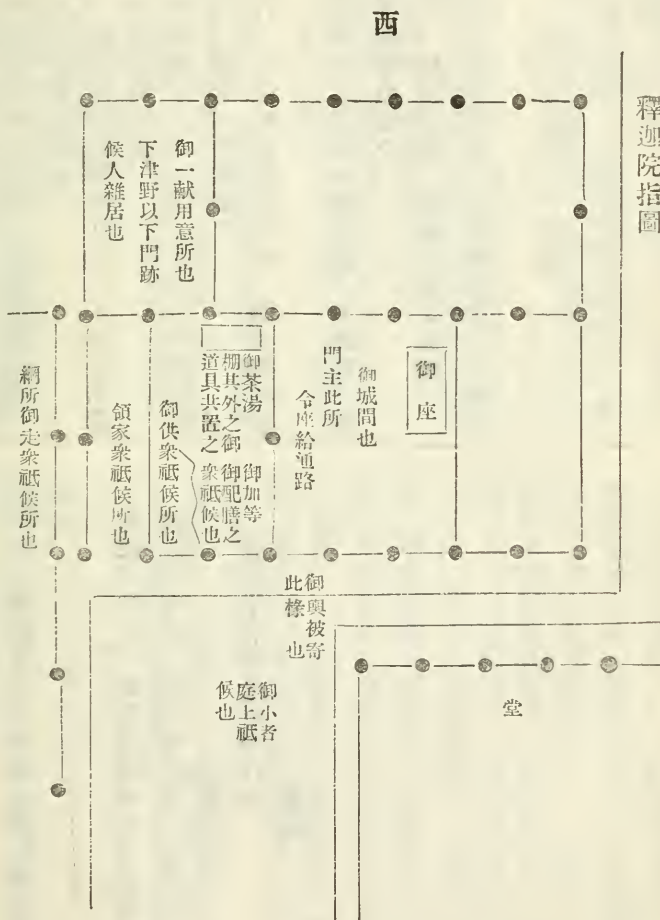 西
釋迦院指圖
御一献用意所也
下津野以下門跡
候人雜居也
御座
御城間也
門主此所
令座給通路
御茶湯
棚其外之御
道具共置之
御加等
御配膳之
衆祗候也
御供衆祗候所也
領家衆祗候所也
綱所御走衆祗候所也
御輿被寄
此椽也
御小者
庭上祗
候也
堂